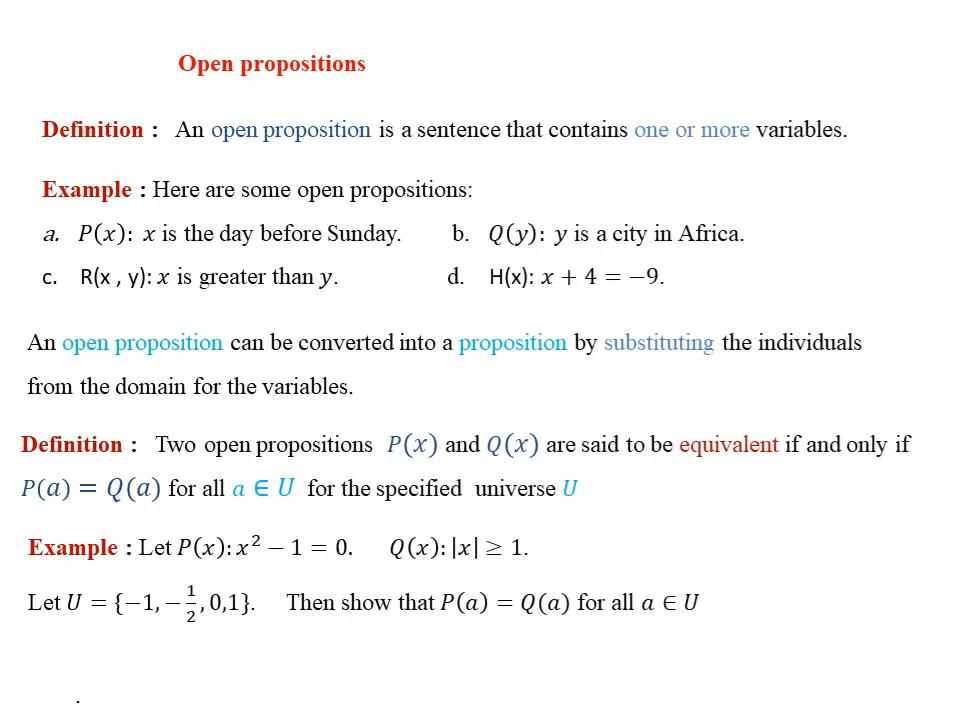 Open propositions
Definition : An open proposition is a sentence that contains one or more variables.
Example : Here are some open propositions:
a. P(x): x is the day before Sunday. b. Q(y): y is a city in Africa.
c. R(x , y): x is greater than y. d. H(x): x + 4 = −9.
An open proposition can be converted into a proposition by substituting the individuals
from the domain for the variables.
Definition : Two open propositions P(x) and Q(x) are said to be equivalent if and only if
P(a) = Q(a) for all a ∈ U for the specified universe U
Example : Let P(x): x² − 1 = 0. Q(x): |x| ≥ 1.
Let U = {−1, −1/2, 0,1}. Then show that P(a) = Q(a) for all a ∈ U
.